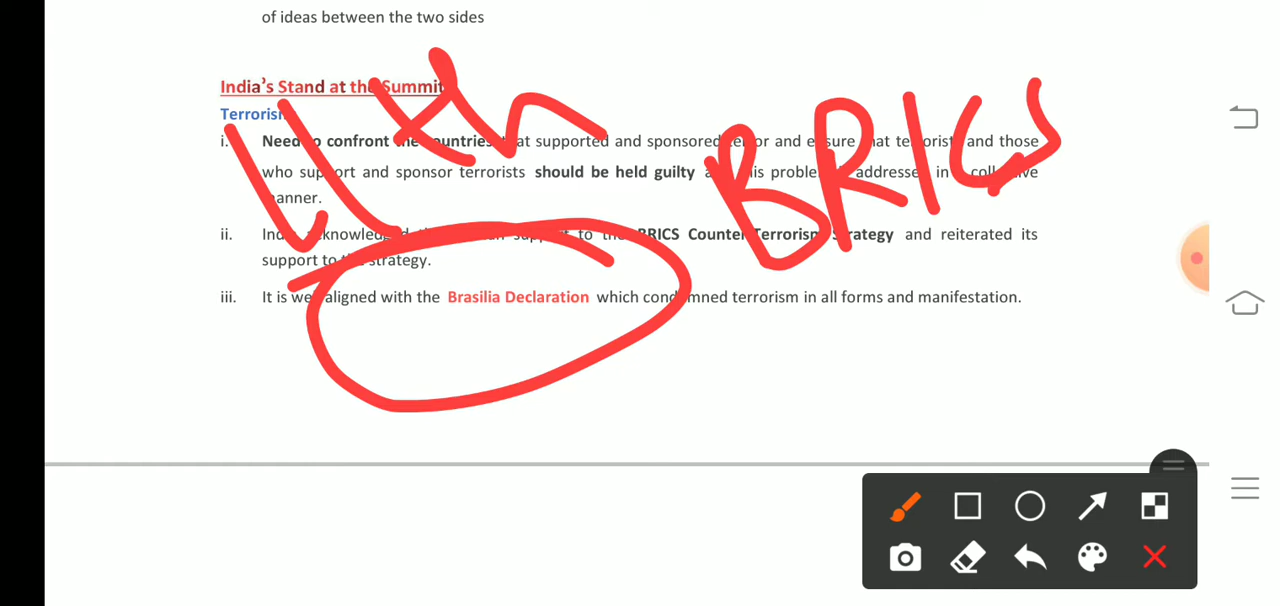 of ideas between the two sides
India's Stand at the Summit
Terrorism
11th BRICS
i. Need to confront the countries that supported and sponsored terror and ensure that terrorists and those
who support and sponsor terrorists should be held guilty and this problem is addressed in a collective
manner.
ii. India acknowledged the support to the BRICS Counter Terrorism Strategy and reiterated its
support to the strategy.
iii. It is well aligned with the Brasilia Declaration which condemned terrorism in all forms and manifestation.